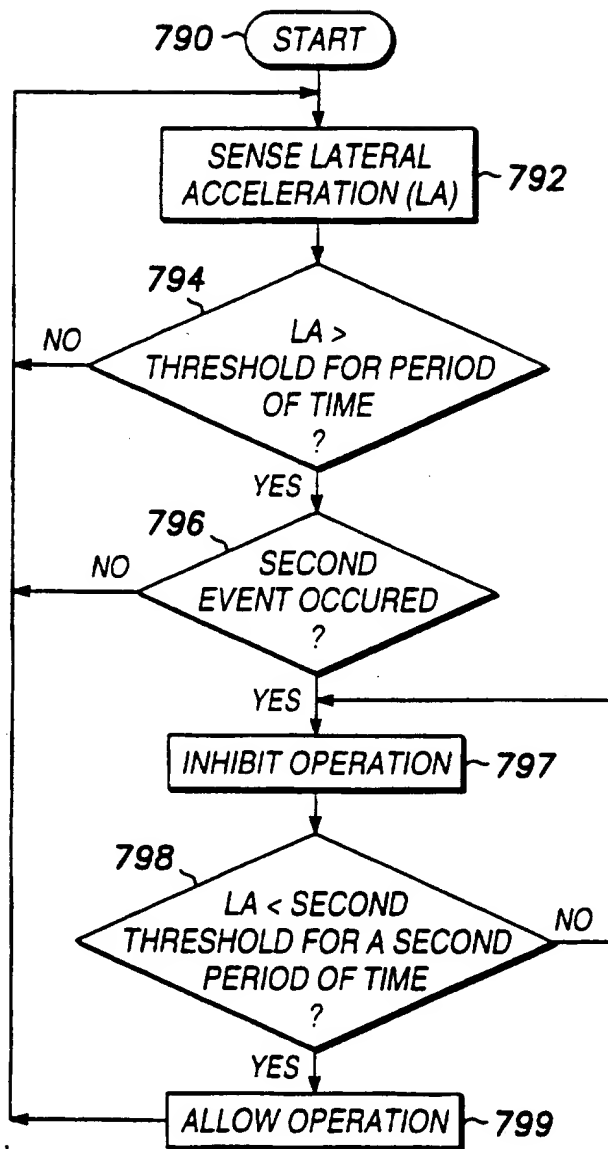 790 START
SENSE LATERAL
ACCELERATION (LA) 792
794
LA >
NO THRESHOLD FOR PERIOD
OF TIME
?
YES
796
NO SECOND
EVENT OCCURED
?
YES
INHIBIT OPERATION 797
798
LA < SECOND NO
THRESHOLD FOR A SECOND
PERIOD OF TIME
?
YES
ALLOW OPERATION 799